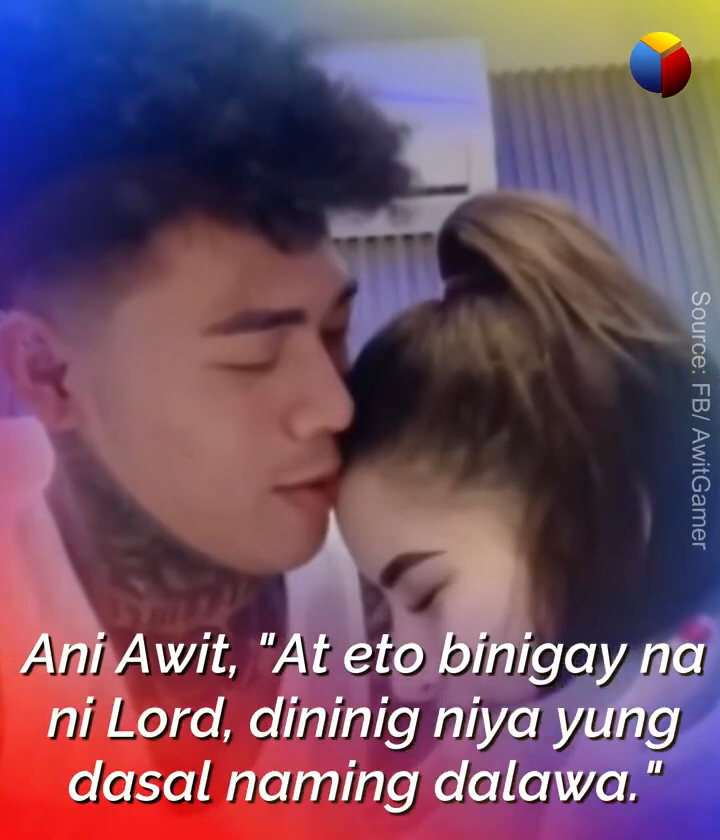 Source: FB/ AwitGamer
Ani Awit, "At eto binigay na
ni Lord, dininig niya yung
dasal naming dalawa."